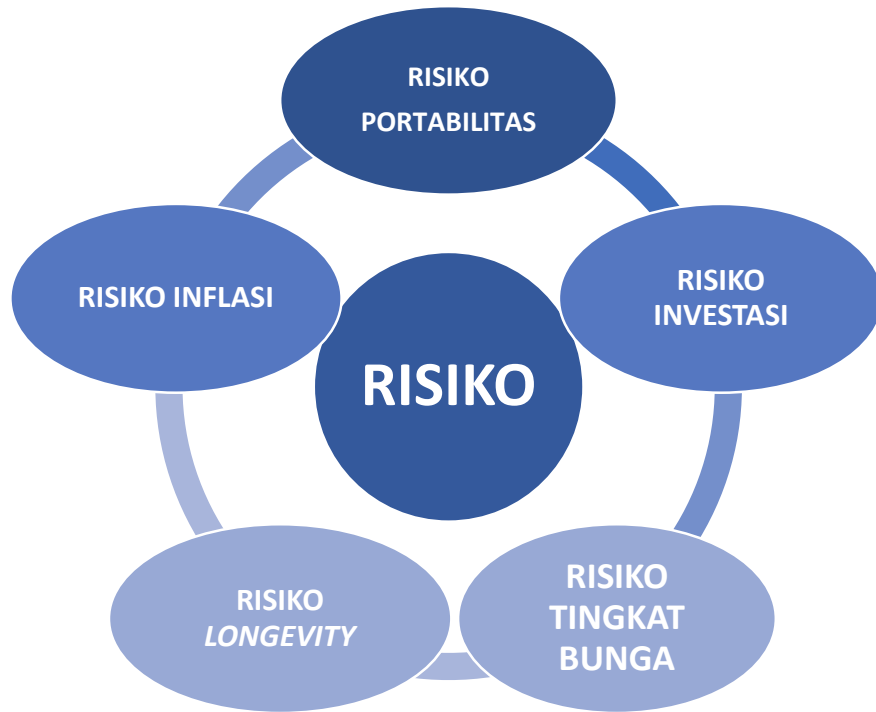 RISIKO
PORTABILITAS
RISIKO INFLASI
RISIKO
INVESTASI
RISIKO
RISIKO
LONGEVITY
RISIKO
TINGKAT
BUNGA